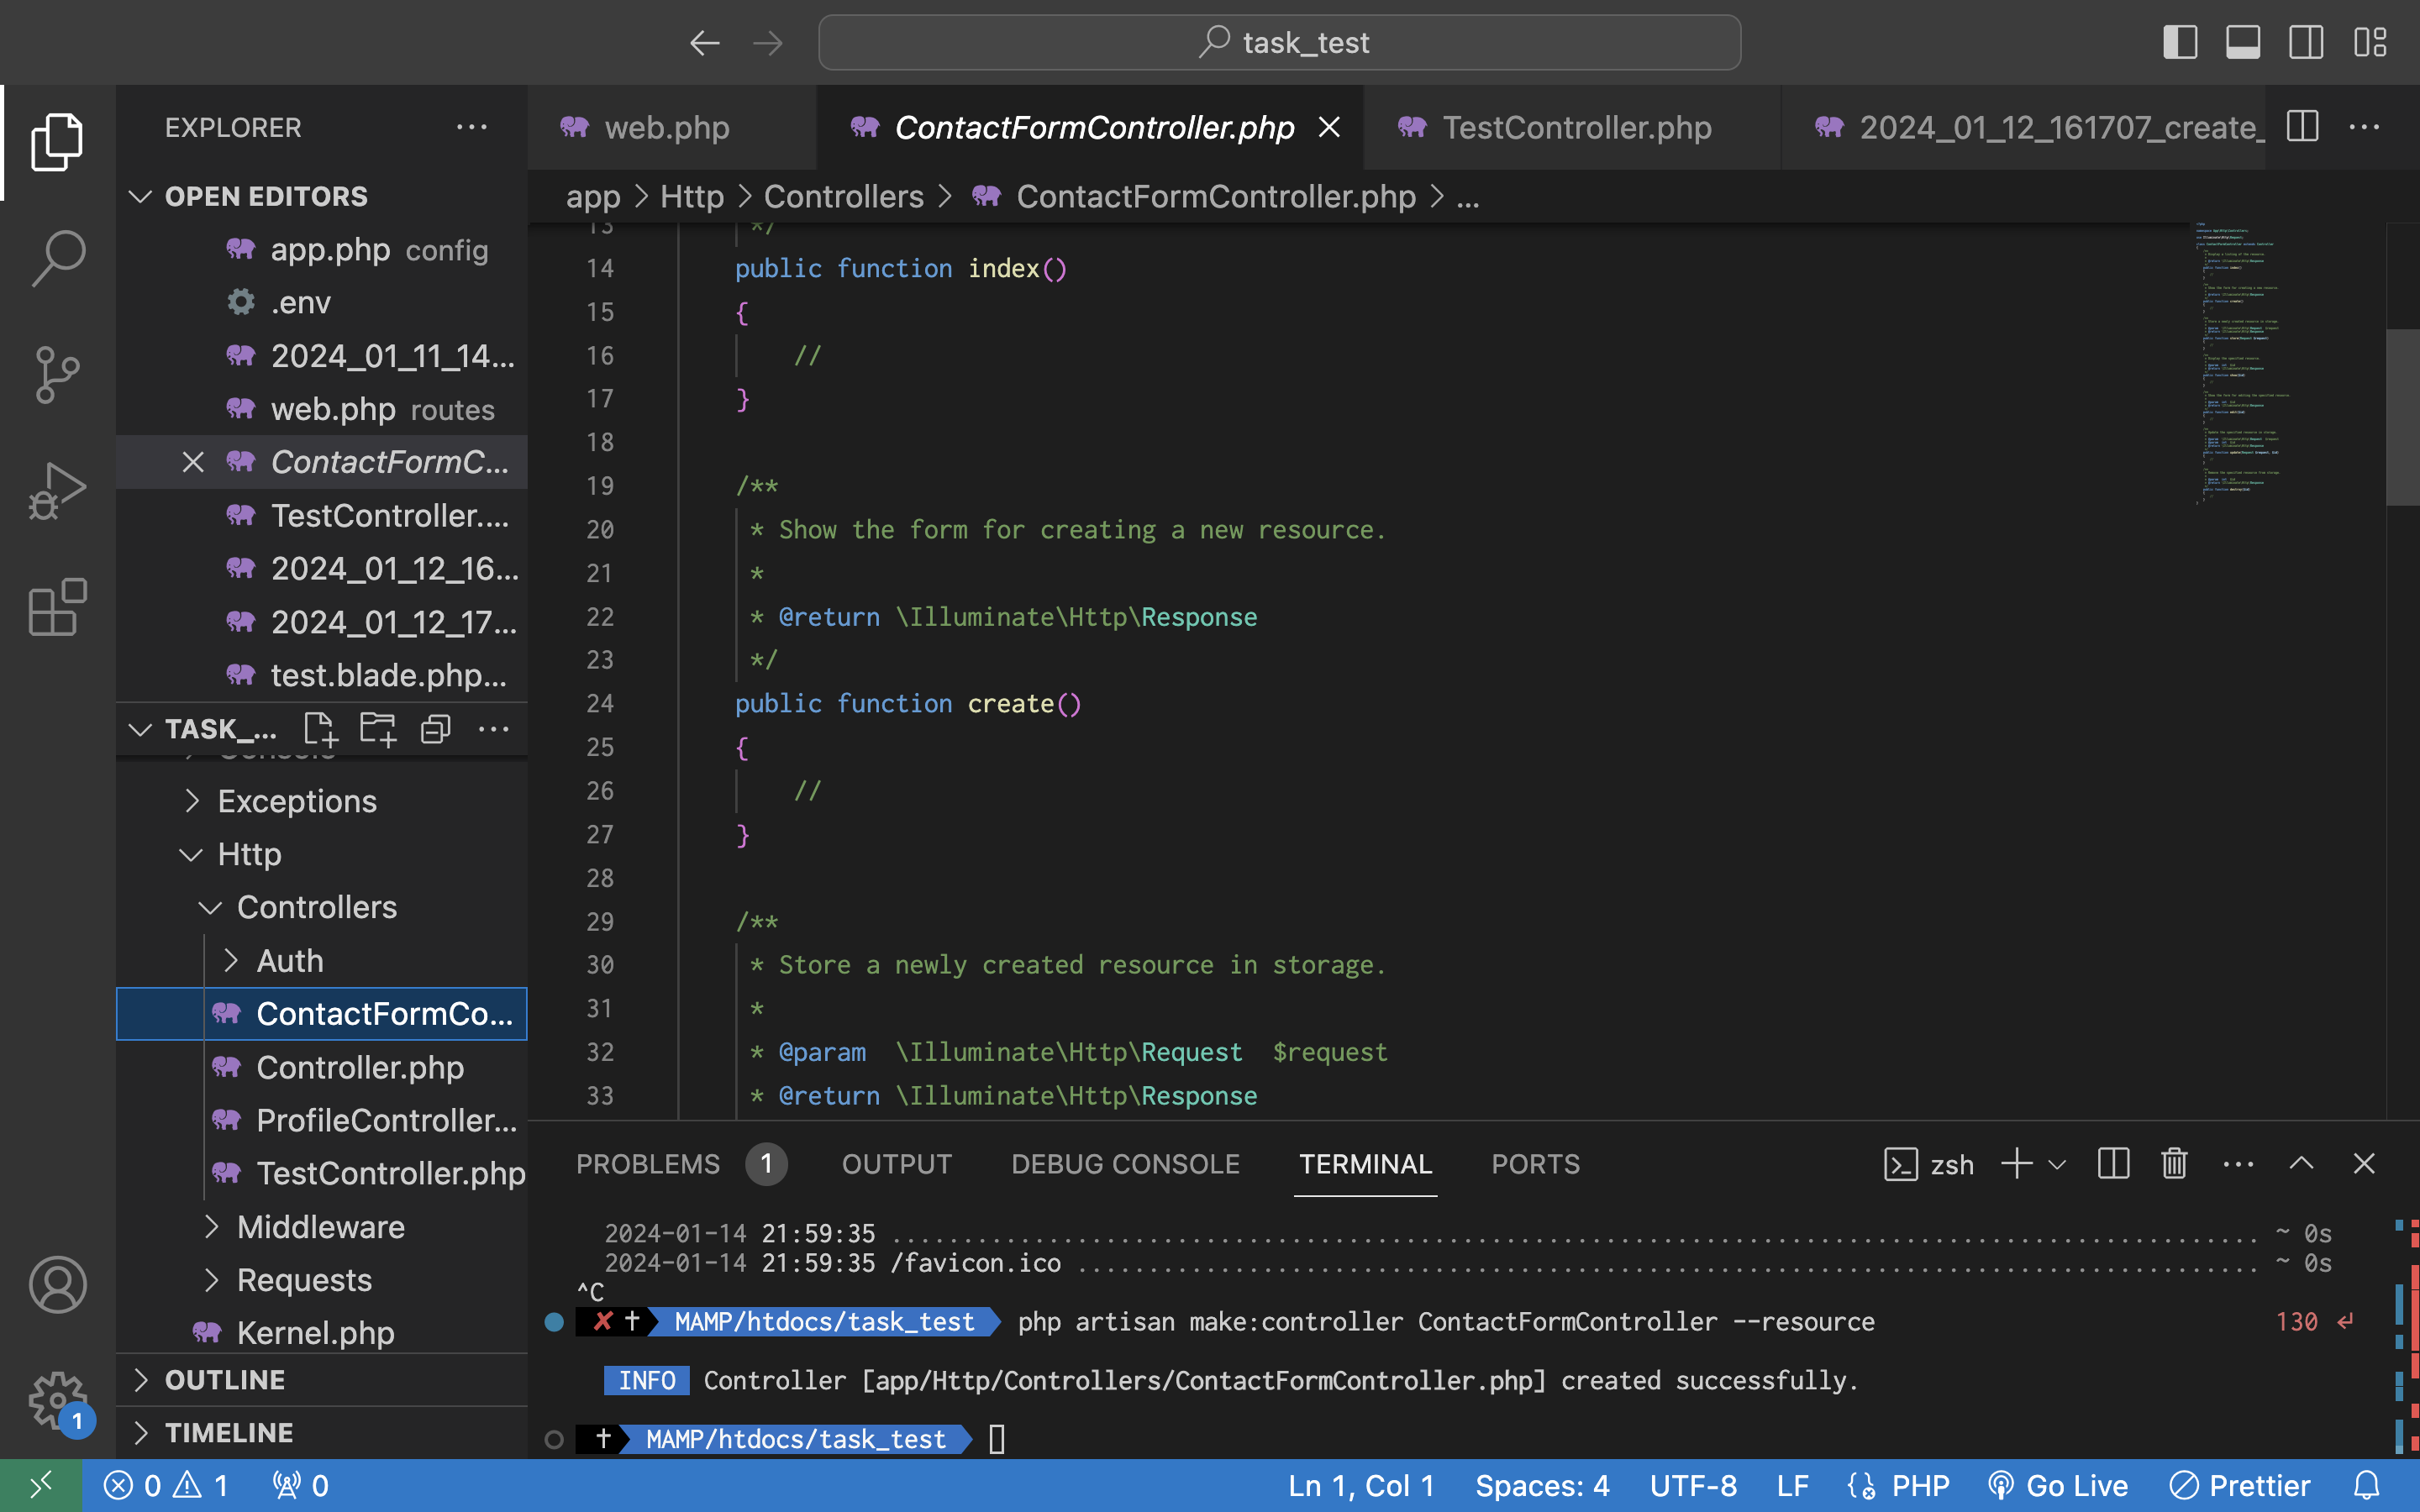 task_test
EXPLORER
web.php
ContactFormController.php
TestController.php
2024_01_12_161707_create_
app > Http > Controllers > ContactFormController.php > ...
OPEN EDITORS
app.php config
.env
2024_01_11_14...
web.php routes
ContactFormC...
TestController....
2024_01_12_16...
2024_01_12_17...
test.blade.php...
TASK_...
Console
Exceptions
Http
Controllers
Auth
ContactFormCo...
Controller.php
ProfileController...
TestController.php
Middleware
Requests
Kernel.php
OUTLINE
TIMELINE
13 */
14 public function index()
15 {
16 //
17 }
18
19 /**
20 * Show the form for creating a new resource.
21 *
22 * @return \Illuminate\Http\Response
23 */
24 public function create()
25 {
26 //
27 }
28
29 /**
30 * Store a newly created resource in storage.
31 *
32 * @param  \Illuminate\Http\Request  $request
33 * @return \Illuminate\Http\Response
PROBLEMS 1 OUTPUT DEBUG CONSOLE TERMINAL PORTS
zsh
2024-01-14 21:59:35 ................................................ ~ 0s
2024-01-14 21:59:35 /favicon.ico ................................................ ~ 0s
^C
✘ † MAMP/htdocs/task_test php artisan make:controller ContactFormController --resource 130 ↵
INFO Controller [app/Http/Controllers/ContactFormController.php] created successfully.
† MAMP/htdocs/task_test
1
0 1 0
Ln 1, Col 1 Spaces: 4 UTF-8 LF PHP Go Live Prettier